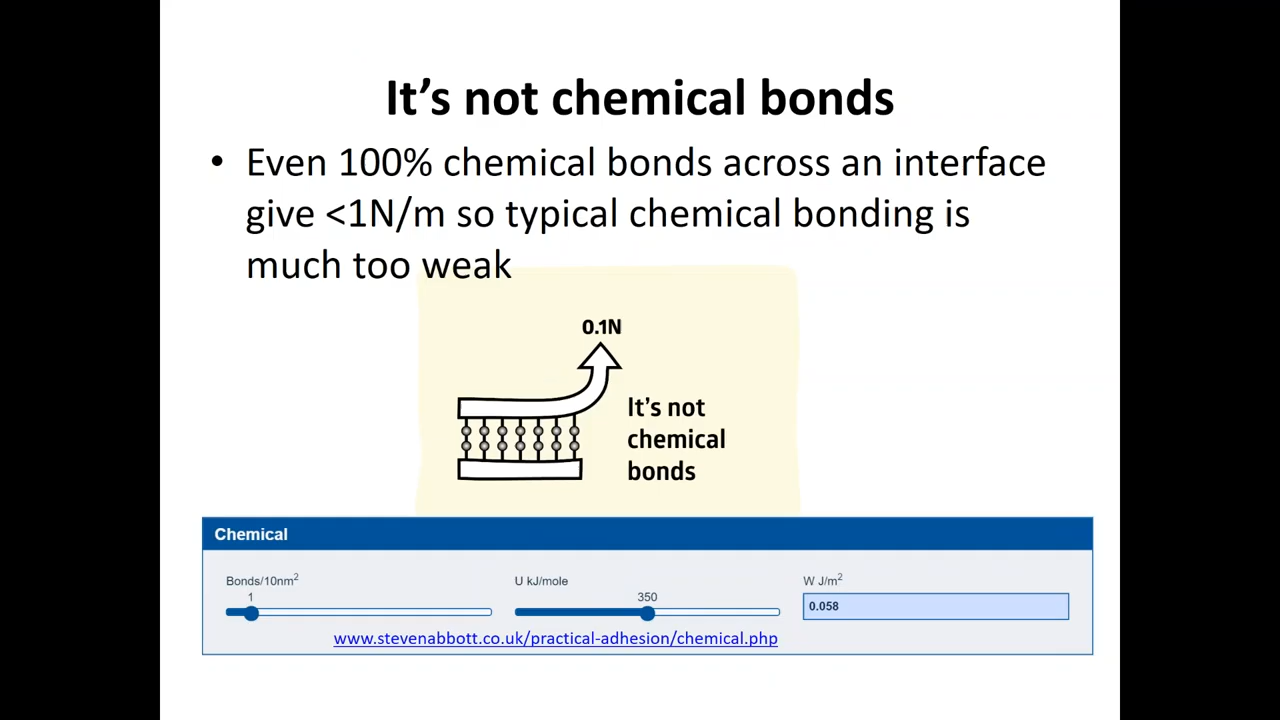 It’s not chemical bonds
• Even 100% chemical bonds across an interface
give <1N/m so typical chemical bonding is
much too weak
0.1N
It’s not
chemical
bonds
Chemical
Bonds/10nm²
1
U kJ/mole
350
W J/m²
0.058
www.stevenabbott.co.uk/practical-adhesion/chemical.php